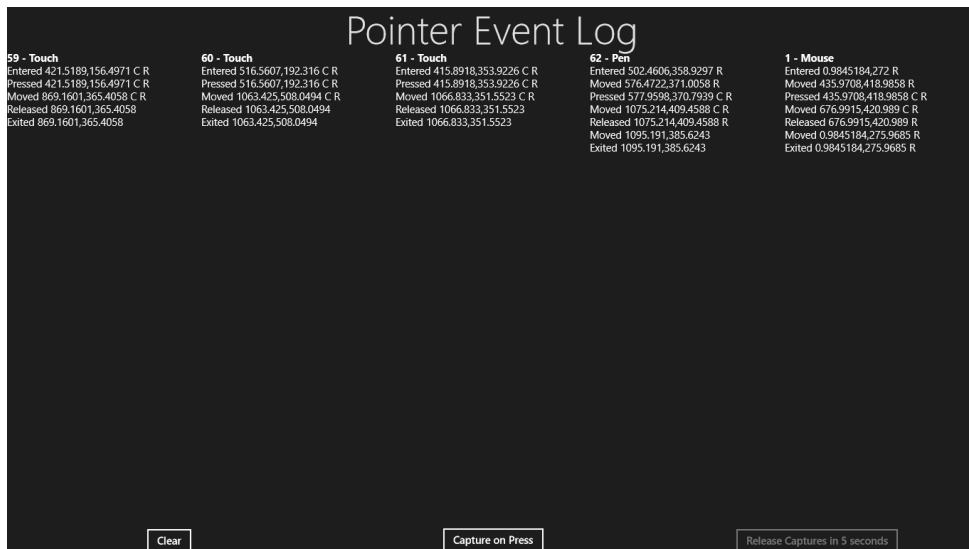 Pointer Event Log
59 - Touch
Entered 421.5189,156.4971 C R
Pressed 421.5189,156.4971 C R
Moved 869.1601,365.4058 C R
Released 869.1601,365.4058
Exited 869.1601,365.4058
60 - Touch
Entered 516.5607,192.316 C R
Pressed 516.5607,192.316 C R
Moved 1063.425,508.0494 C R
Released 1063.425,508.0494
Exited 1063.425,508.0494
61 - Touch
Entered 415.8918,353.9226 C R
Pressed 415.8918,353.9226 C R
Moved 1066.833,351.5523 C R
Released 1066.833,351.5523
Exited 1066.833,351.5523
62 - Pen
Entered 502.4606,358.9297 R
Moved 576.4722,371.0058 R
Pressed 577.9598,370.7939 C R
Moved 1075.214,409.4588 C R
Released 1075.214,409.4588 R
Moved 1095.191,385.6243
Exited 1095.191,385.6243
1 - Mouse
Entered 0.9845184,272 R
Moved 435.9708,418.9858 R
Pressed 435.9708,418.9858 C R
Moved 676.9915,420.989 C R
Released 676.9915,420.989 R
Moved 0.9845184,275.9685 R
Exited 0.9845184,275.9685 R
Clear
Capture on Press
Release Captures in 5 seconds